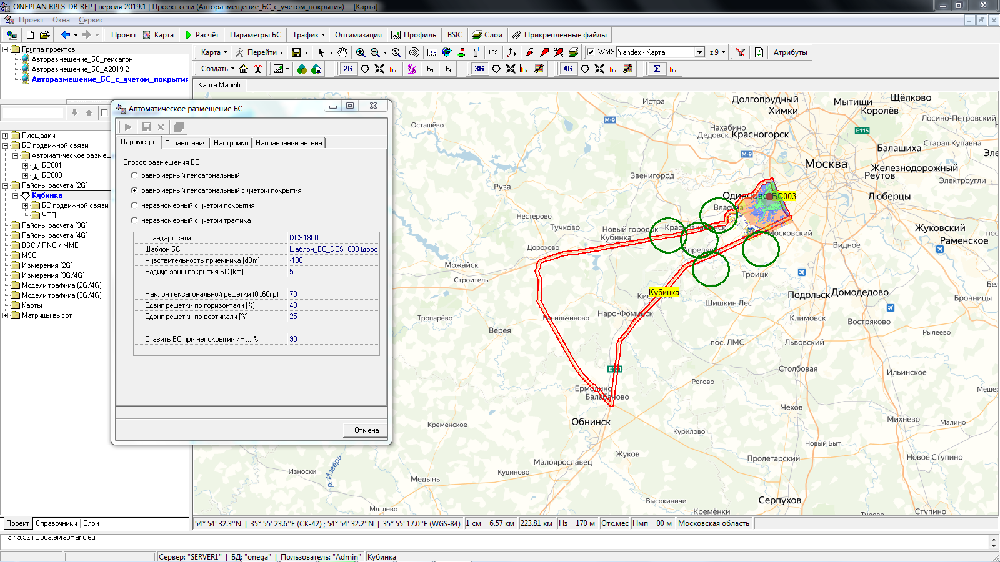 ONEPLAN RPLS-DB RFP | версия 2019.1 | Проект сети (Авторазмещение_БС_с_учетом_покрытия) - [Карта]
Проект Окна Сервис
Проект Карта Расчёт Параметры БС Трафик Оптимизация Профиль BSIC Слои Прикрепленные файлы
Карта Перейти LOS WMS Yandex - Карта z 9 Атрибуты
Создать 2G 3G 4G Σ
Карта Mapinfo
Группа проектов
Авторазмещение_БС_гексагон
Авторазмещение_БС_А2019.2
Авторазмещение_БС_с_учетом_покрытия
Площадки
БС подвижной связи
Автоматическое размещ
БС001
БС003
Районы расчета (2G)
Кубинка
БС подвижной связи
ЧТП
Районы расчета (3G)
Районы расчета (4G)
BSC / RNC / MME
MSC
Измерения (2G)
Измерения (3G/4G)
Модели трафика (2G/4G)
Модели трафика (3G/4G)
Карты
Матрицы высот
Проект Справочники Слои
Автоматическое размещение БС
Параметры Ограничения Настройки Направление антенн
Способ размещения БС
равномерный гексагональный
равномерный гексагональный с учетом покрытия
неравномерный с учетом покрытия
неравномерный с учетом трафика
Стандарт сети DCS1800
Шаблон БС Шаблон_БС_DCS1800 (доро
Чувствительность приемника [dBm] -100
Радиус зоны покрытия БС [km] 5
Наклон гексагональной решетки (0...60гр) 70
Сдвиг решетки по горизонтали [%] 40
Сдвиг решетки по вертикали [%] 25
Ставить БС при непокрытии >= ... % 90
Отмена
Истра
Долгопрудный
Химки
Мытищи
Щёлково
Королёв
Лосино-Петровский
М-9
Осташёво
Нахабино
Дедовск
Красногорск
E115
Балашиха
Старая Купавна
М-9
Москва
Железнодорожный
Реутов
Электроугли
Звенигород
Руза
Одинцово
БС003
Люберцы
Власиха
Нестерово
Тучково
Новый городок
Кубинка
Краснознаменск
Московский
Жуковский
Раменское
Видное
Дорохово
Апрелевка
Можайск
Строитель
Троицк
Кубинка
Подольск
Домодедово
Шишкин Лес
Бронницы
Наро-Фоминск
Тропарёво
Васильчиново
Верея
Климовск
Востряково
Рылеево
пос. ЛМС
Львовский
Константиново
Столбовая
Ильинское
Ермолино
Балабаново
Рогово
Обнинск
Чехов
Михнево
Малино
Кременское
Курилово
Новый Быт
Жуков
Пролетарский
Новое Ступино
Износки
р. Изверь
Малоярославец
Кудиново
Медынь
Серпухов
Высокиничи
Мятлево
Кремёнки
Турово
Ступино
54° 54' 32.3''N | 35° 55' 23.6''E (СК-42) ; 54° 54' 32.2''N | 35° 55' 17.0''E (WGS-84) 1 см = 6.57 км 223.81 км Нз = 170 м Отк.мес Нмп = 00 м Московская область
13:49:52 | UpdateMapHandled
Сервер: "SERVER1" | БД: "onega" | Пользователь: "Admin" Кубинка